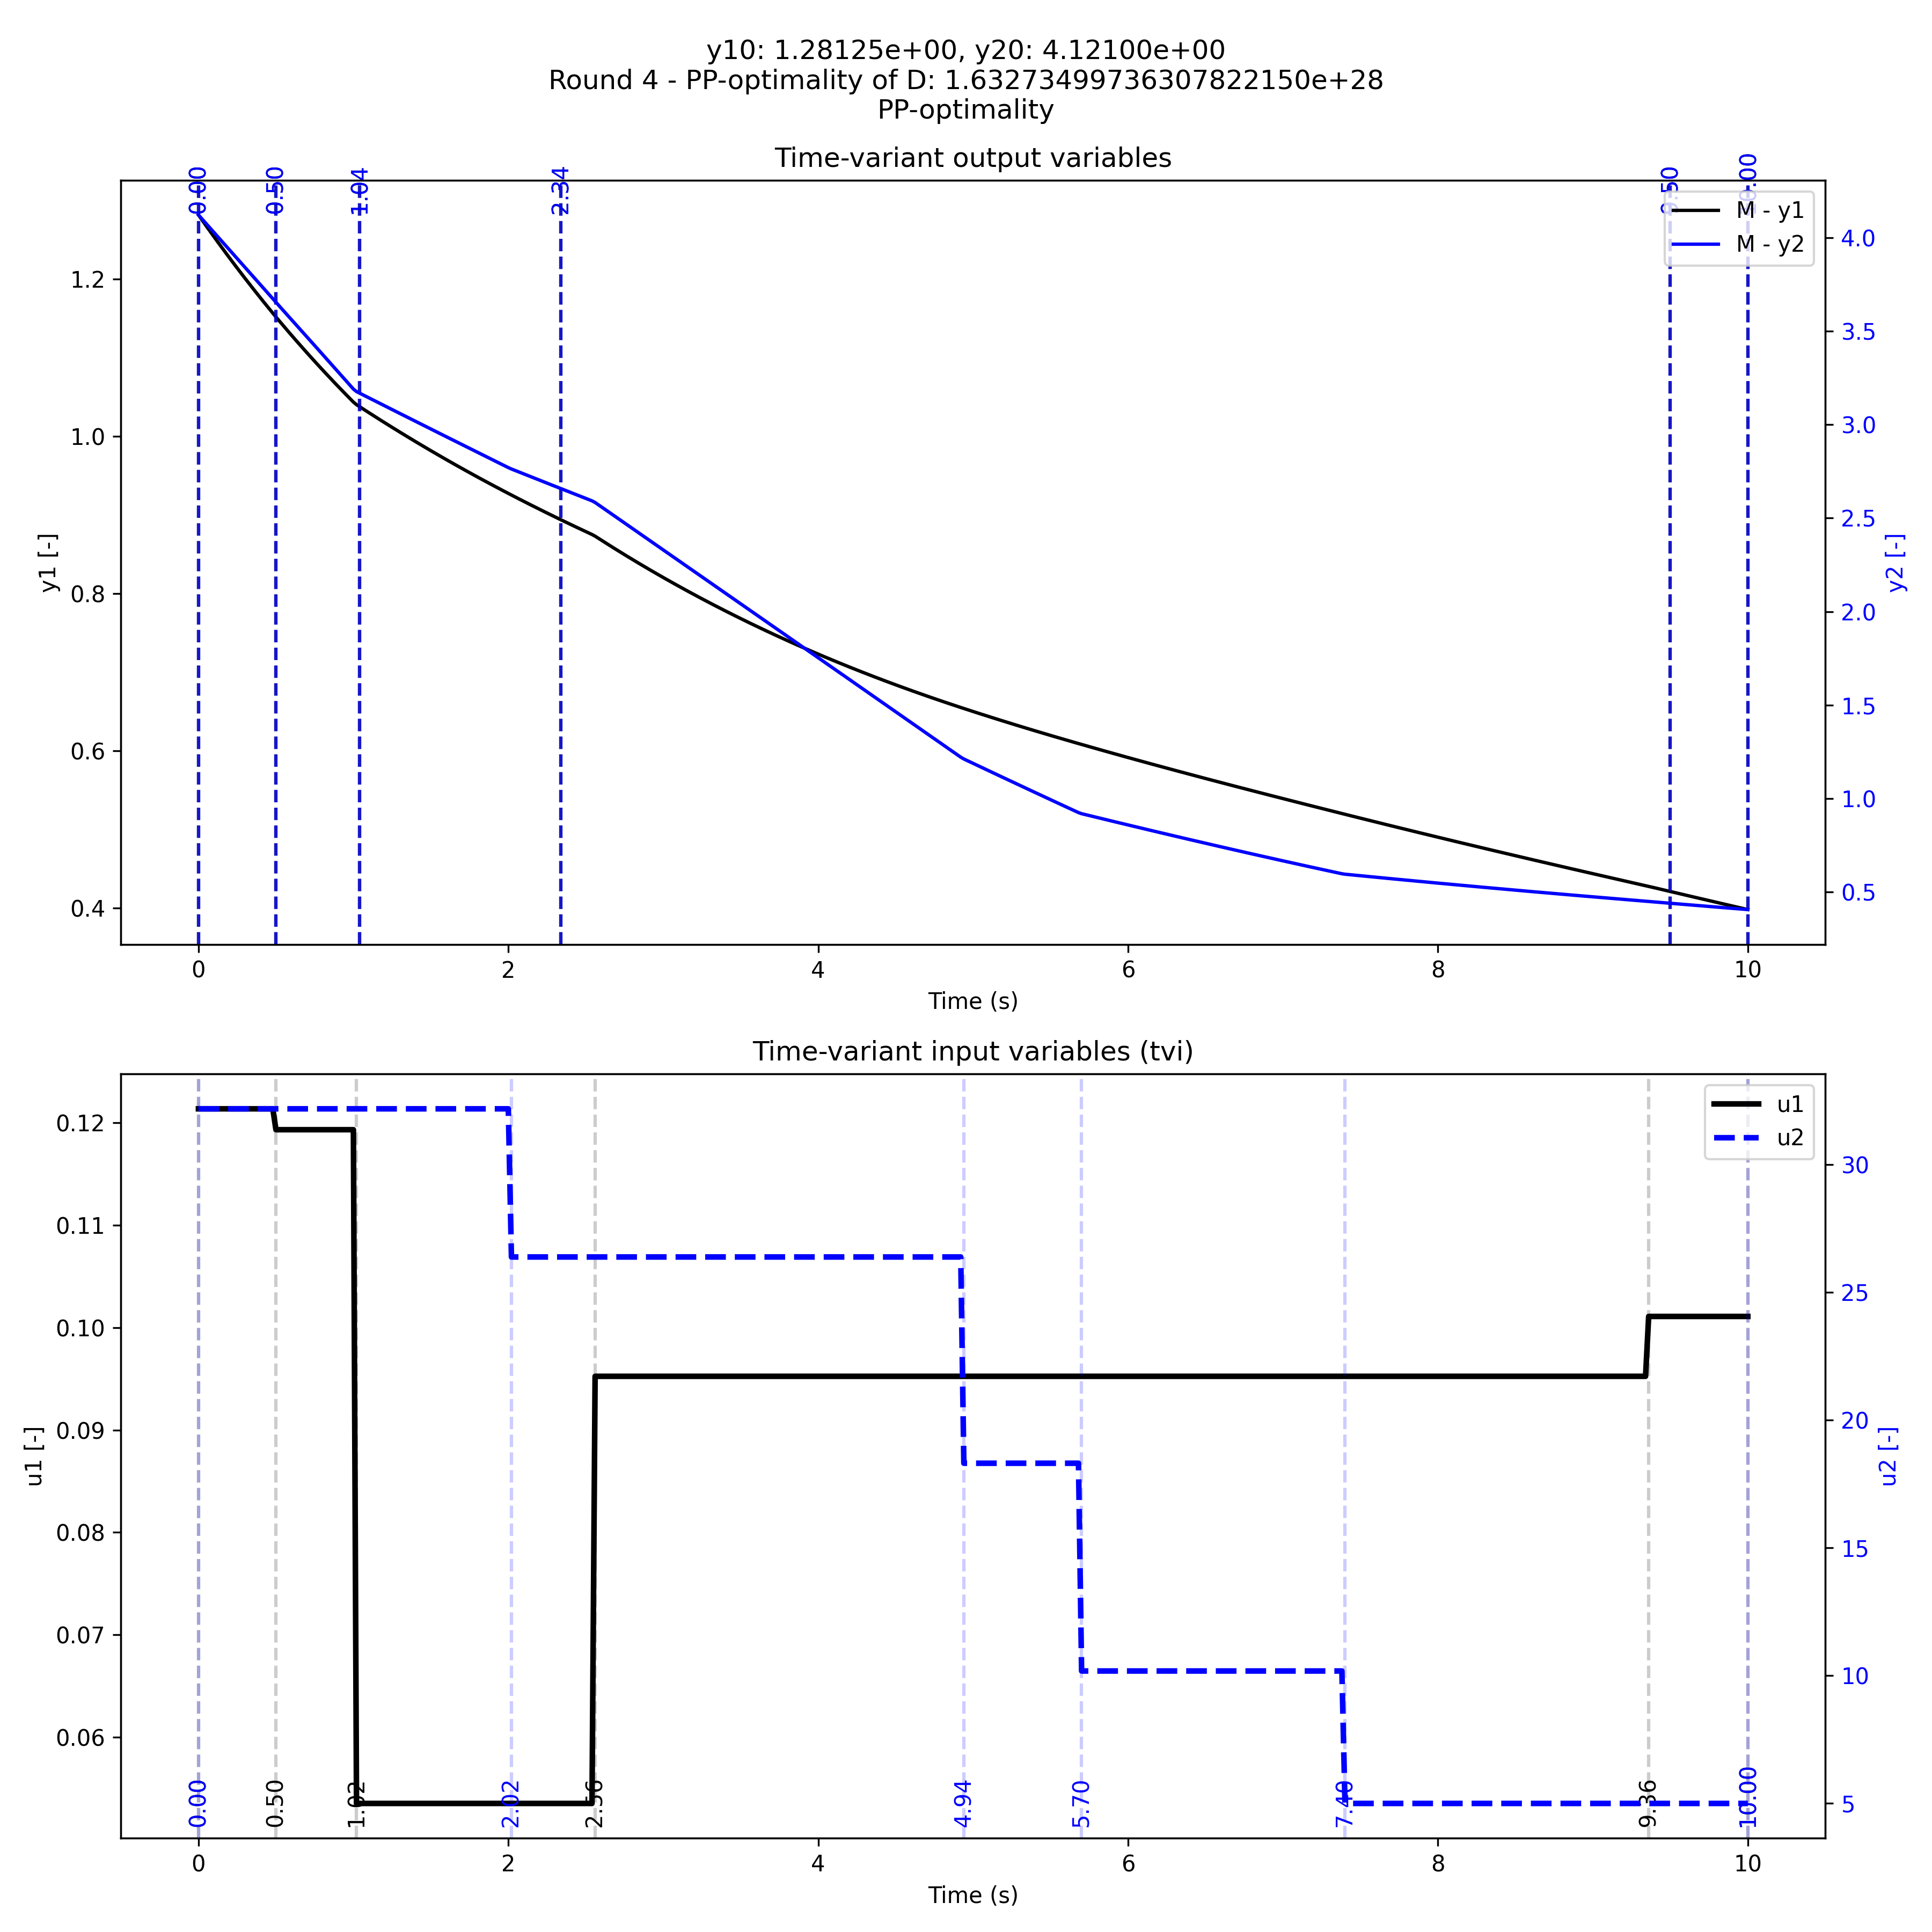 y10: 1.28125e+00, y20: 4.12100e+00
Round 4 - PP-optimality of D: 1.63273499736307822150e+28
PP-optimality
Time-variant output variables
0.00
0.50
1.04
2.34
9.50
M - y1
M - y2
1.2
1.0
0.8
0.6
0.4
y1 [-]
4.0
3.5
3.0
2.5
2.0
1.5
1.0
0.5
y2 [-]
0 2 4 6 8 10
Time (s)
Time-variant input variables (tvi)
u1
u2
0.12
0.11
0.10
0.09
0.08
0.07
0.06
u1 [-]
30
25
20
15
10
5
u2 [-]
0.00
0.50
1.02
2.02
2.56
4.94
5.70
7.40
9.36
10.00
0 2 4 6 8 10
Time (s)